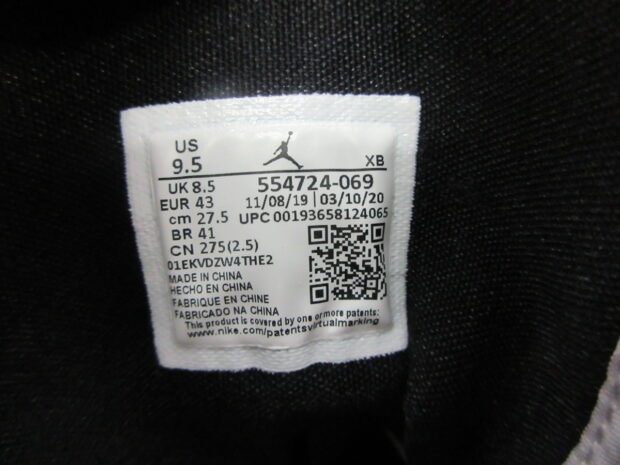 US
9.5
XB
UK 8.5
554724-069
EUR 43
11/08/19 | 03/10/20
cm 27.5
UPC 00193658124065
BR 41
CN 275(2.5)
01EKVDZW4THE2
MADE IN CHINA
HECHO EN CHINA
FABRIQUE EN CHINE
FABRICADO NA CHINA
This product is covered by one or more patents:
www.nike.com/patentsvirtualmarking